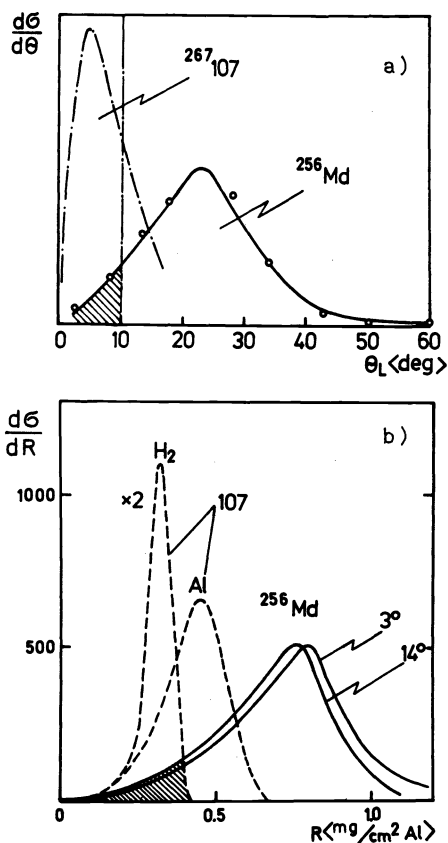 dσ
dθ
a)
²⁶⁷107
²⁵⁶Md
0 10 20 30 40 50 60
θ_L<deg>
dσ
dR
b)
H₂
×2
107
1000
Al
²⁵⁶Md
3°
14°
500
0 0.5 1.0
R<mg/cm² Al>